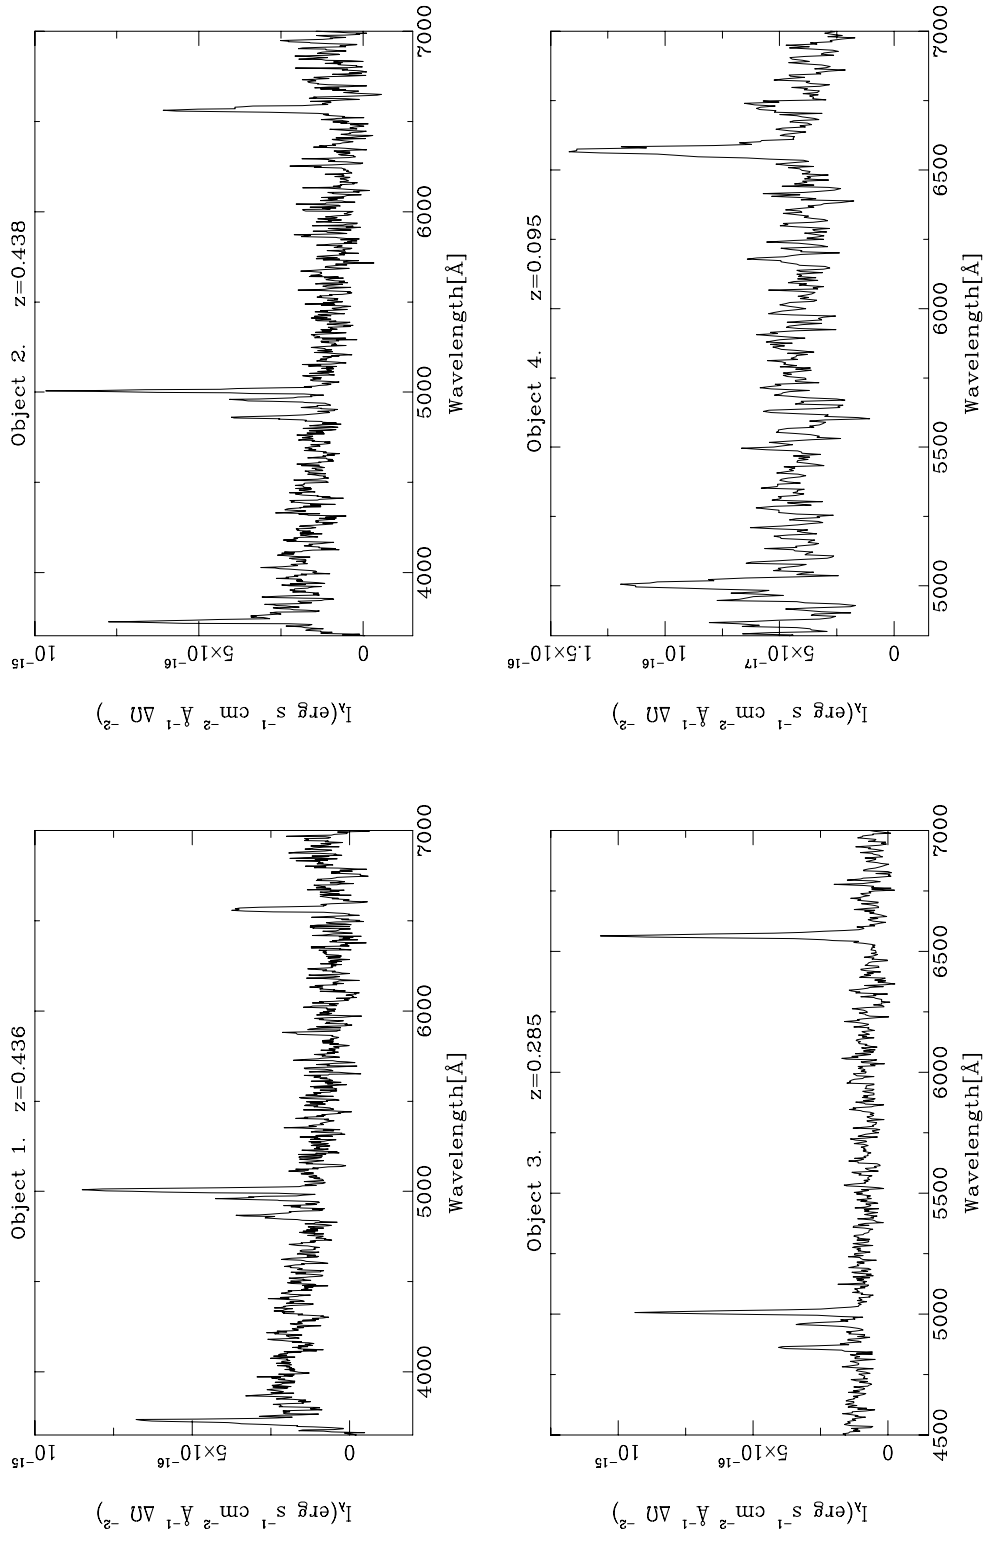 Object 1.   z=0.436
10⁻¹⁵
5×10⁻¹⁶
0
I_λ(erg s⁻¹ cm⁻² Å⁻¹ ΔΩ⁻²)
4000 5000 6000 7000
Wavelength[Å]
Object 2.   z=0.438
10⁻¹⁵
5×10⁻¹⁶
0
I_λ(erg s⁻¹ cm⁻² Å⁻¹ ΔΩ⁻²)
4000 5000 6000 7000
Wavelength[Å]
Object 3.   z=0.285
10⁻¹⁵
5×10⁻¹⁶
0
I_λ(erg s⁻¹ cm⁻² Å⁻¹ ΔΩ⁻²)
4500 5000 5500 6000 6500 7000
Wavelength[Å]
Object 4.   z=0.095
1.5×10⁻¹⁶
10⁻¹⁶
5×10⁻¹⁷
0
I_λ(erg s⁻¹ cm⁻² Å⁻¹ ΔΩ⁻²)
5000 5500 6000 6500 7000
Wavelength[Å]